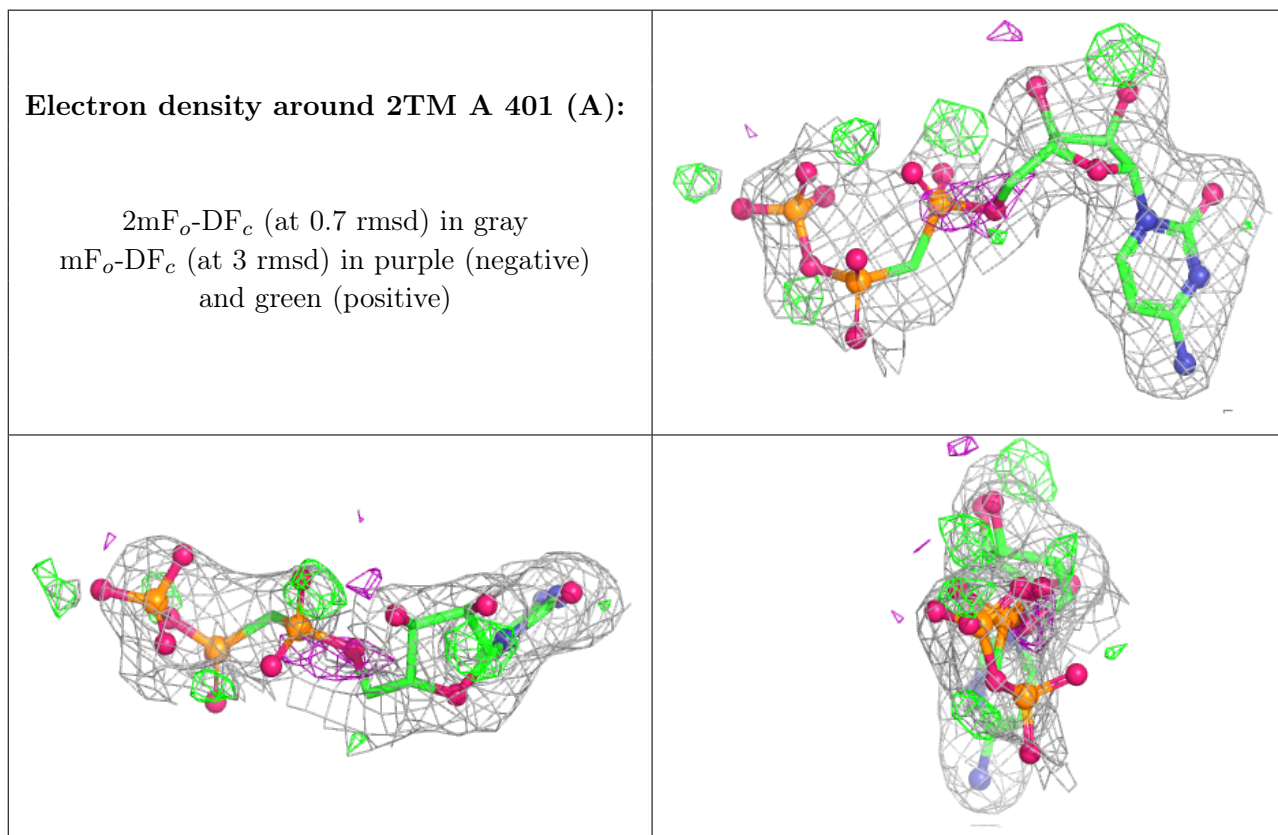 Electron density around 2TM A 401 (A):
2mFₒ-DF𝒸 (at 0.7 rmsd) in gray
mFₒ-DF𝒸 (at 3 rmsd) in purple (negative)
and green (positive)